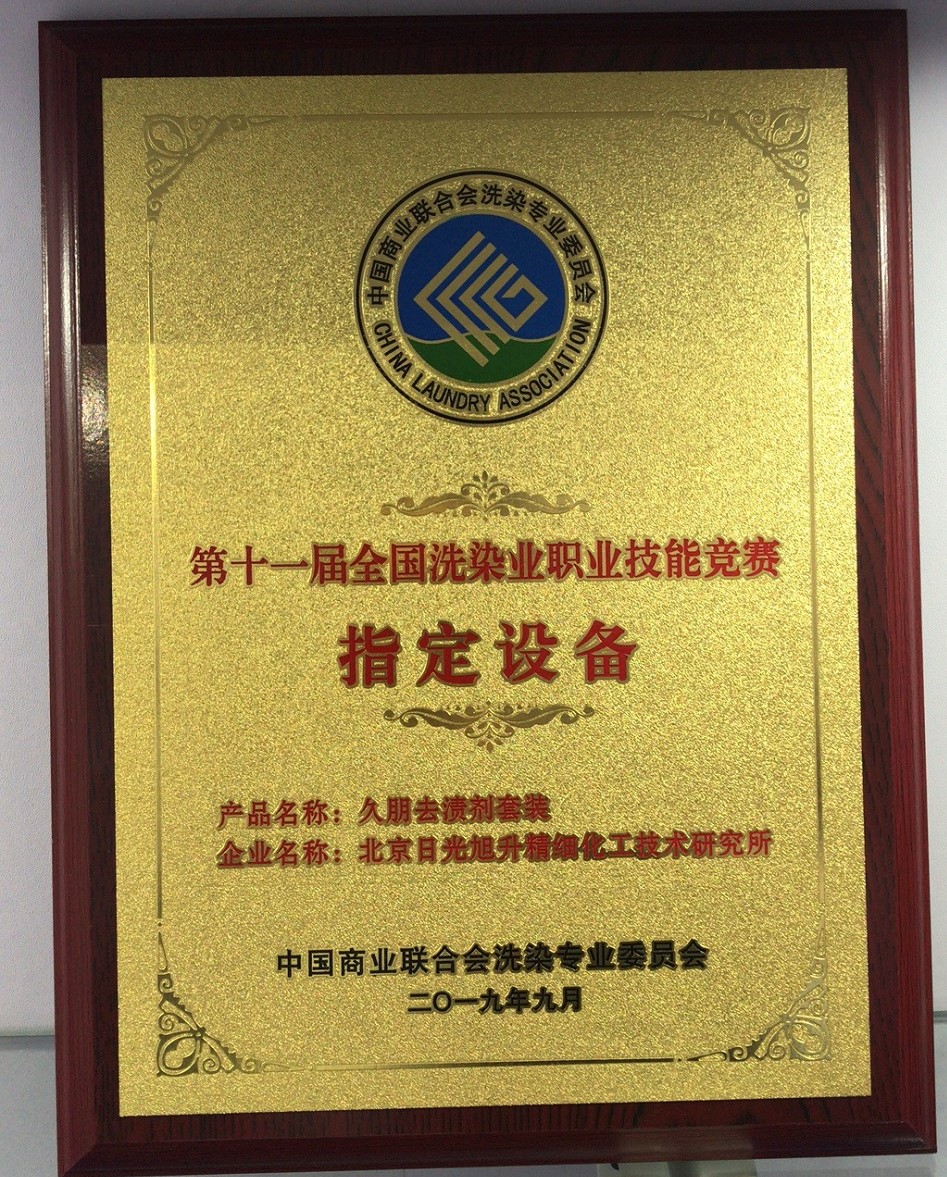 中国商业联合会洗染专业委员会
CHINA LAUNDRY ASSOCIATION
第十一届全国洗染业职业技能竞赛
指定设备
产品名称：久朋去渍剂套装
企业名称：北京日光旭升精细化工技术研究所
中国商业联合会洗染专业委员会
二〇一九年九月